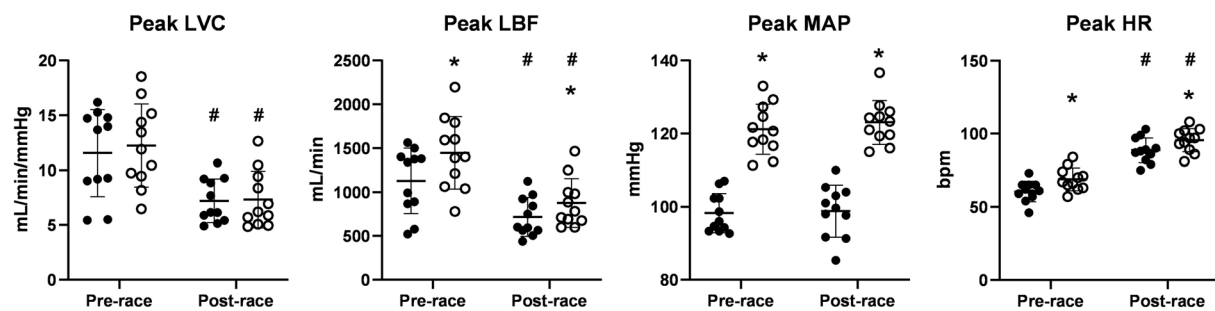 Peak LVC
mL/min/mmHg
20
15
10
5
0
# #
Pre-race Post-race
Peak LBF
mL/min
2500
2000
1500
1000
500
0
* # #
*
Pre-race Post-race
Peak MAP
mmHg
140
120
100
80
* *
Pre-race Post-race
Peak HR
bpm
150
100
50
0
# #
* *
Pre-race Post-race